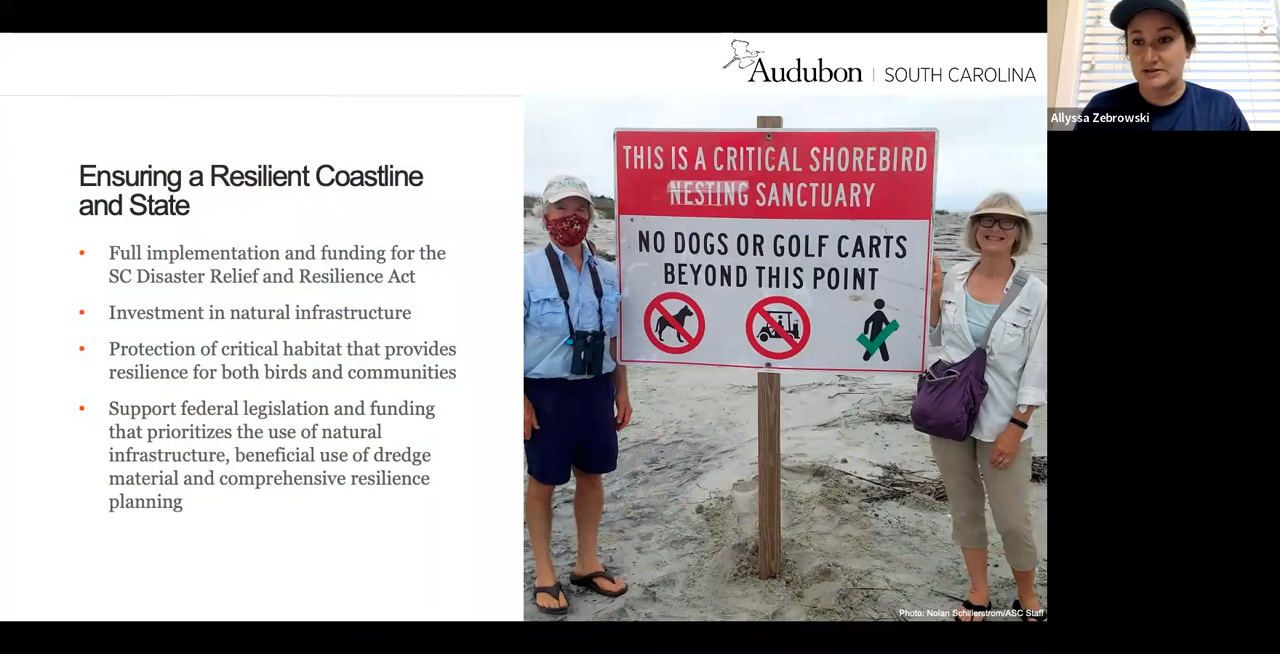 Audubon | SOUTH CAROLINA
Allyssa Zebrowski
Ensuring a Resilient Coastline
and State
• Full implementation and funding for the
SC Disaster Relief and Resilience Act
• Investment in natural infrastructure
• Protection of critical habitat that provides
resilience for both birds and communities
• Support federal legislation and funding
that prioritizes the use of natural
infrastructure, beneficial use of dredge
material and comprehensive resilience
planning
THIS IS A CRITICAL SHOREBIRD
NESTING SANCTUARY
NO DOGS OR GOLF CARTS
BEYOND THIS POINT
Photo: Nolan Schillerstrom/ASC Staff